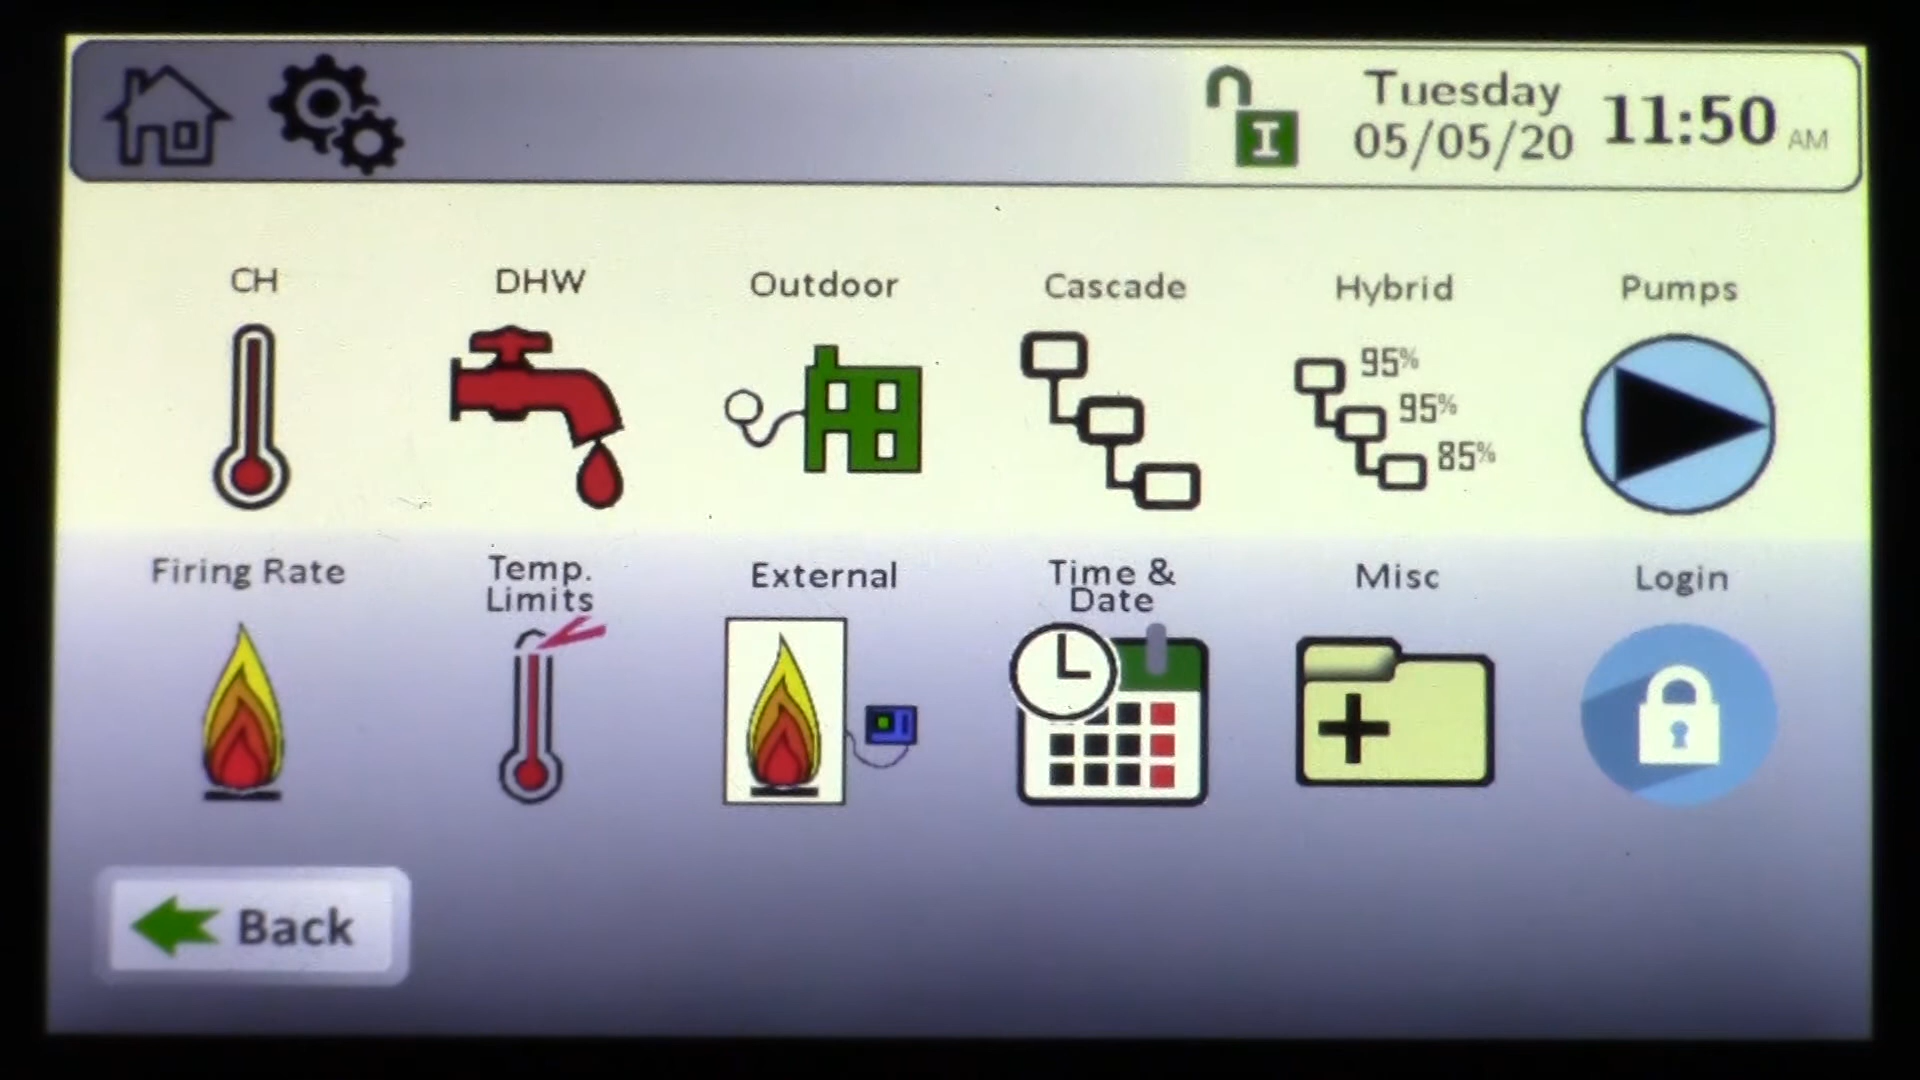 Tuesday
05/05/20
11:50 AM
I
CH
DHW
Outdoor
Cascade
Hybrid
Pumps
95%
95%
85%
Firing Rate
Temp.
Limits
External
Time &
Date
Misc
Login
Back